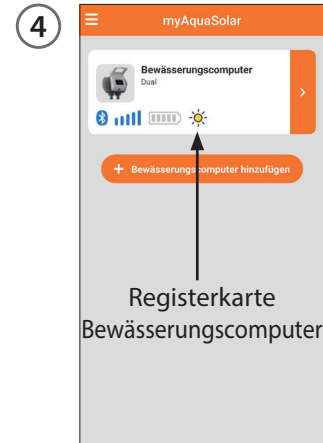 4
myAquaSolar
Bewässerungscomputer
Dual
+ Bewässerungscomputer hinzufügen
Registerkarte
Bewässerungscomputer